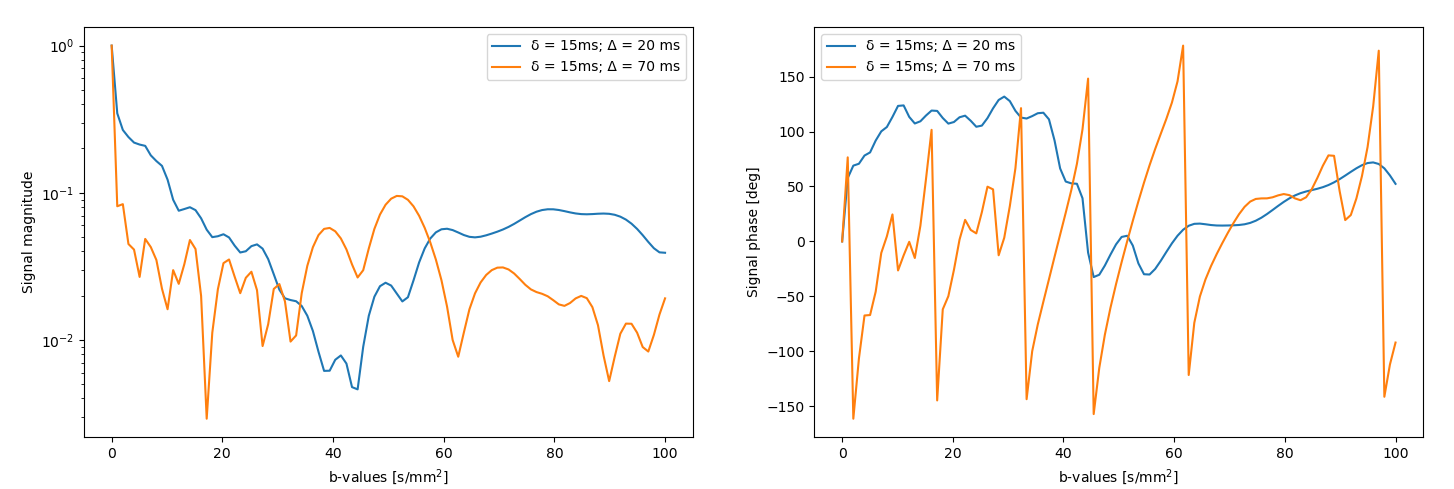 Signal magnitude
10⁰
10⁻¹
10⁻²
δ = 15ms; Δ = 20 ms
δ = 15ms; Δ = 70 ms
0 20 40 60 80 100
b-values [s/mm²]
Signal phase [deg]
150
100
50
0
−50
−100
−150
δ = 15ms; Δ = 20 ms
δ = 15ms; Δ = 70 ms
0 20 40 60 80 100
b-values [s/mm²]